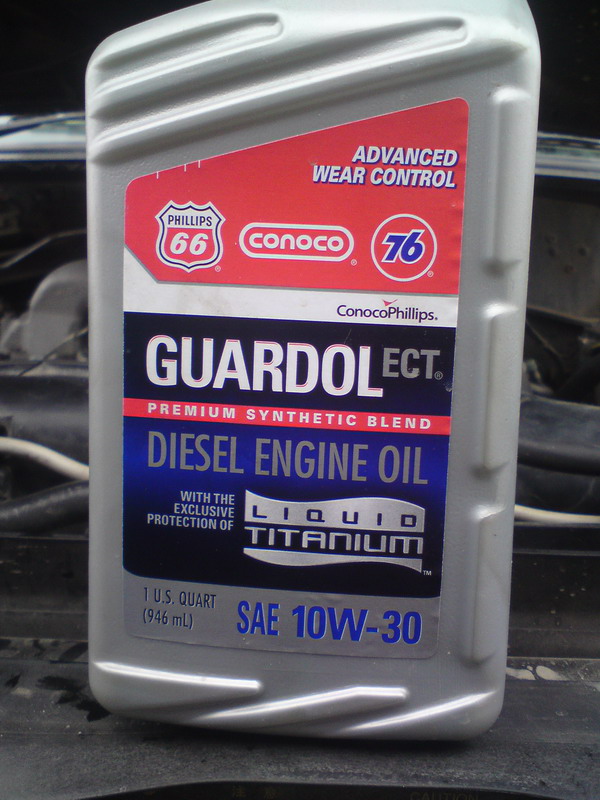 ADVANCED
WEAR CONTROL
PHILLIPS
66®
conoco®
76®
ConocoPhillips®
GUARDOL ECT®
PREMIUM SYNTHETIC BLEND
DIESEL ENGINE OIL
WITH THE
EXCLUSIVE
PROTECTION OF
LIQUID
TITANIUM™
1 U.S. QUART
(946 mL)
SAE 10W-30